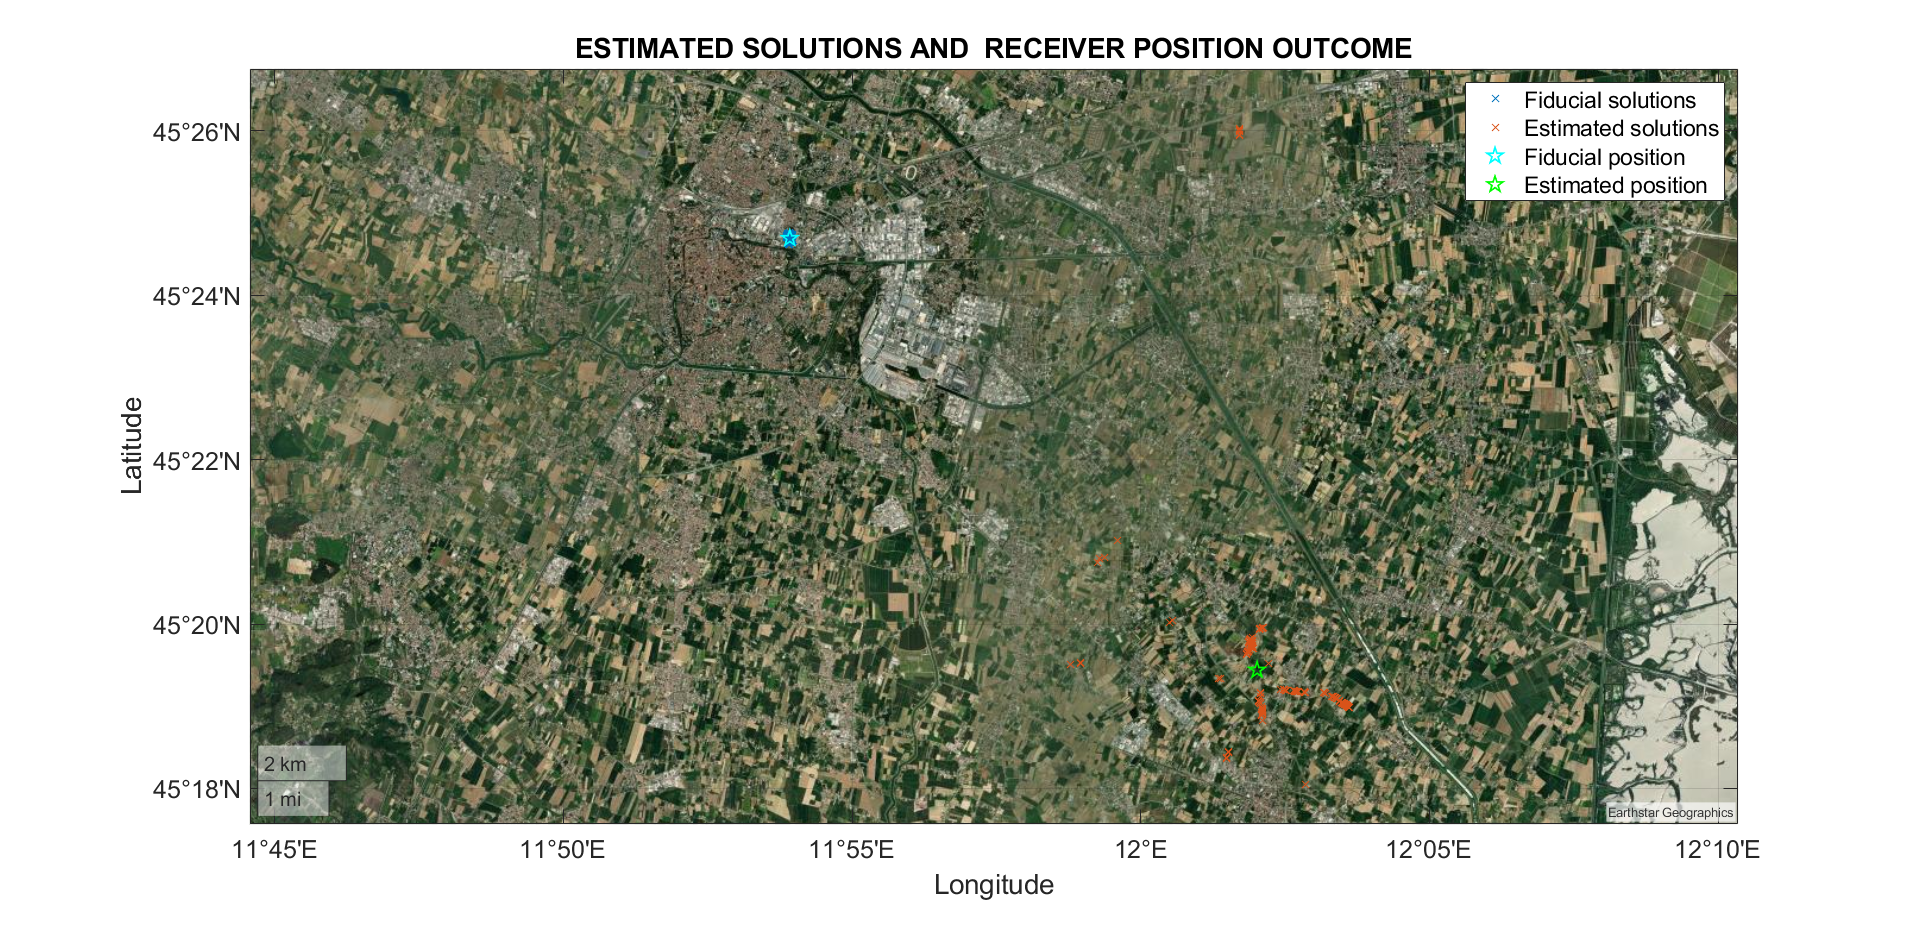 ESTIMATED SOLUTIONS AND  RECEIVER POSITION OUTCOME
Fiducial solutions
Estimated solutions
Fiducial position
Estimated position
45°26'N
45°24'N
45°22'N
45°20'N
45°18'N
Latitude
2 km
1 mi
Earthstar Geographics
11°45'E
11°50'E
11°55'E
12°E
12°05'E
12°10'E
Longitude